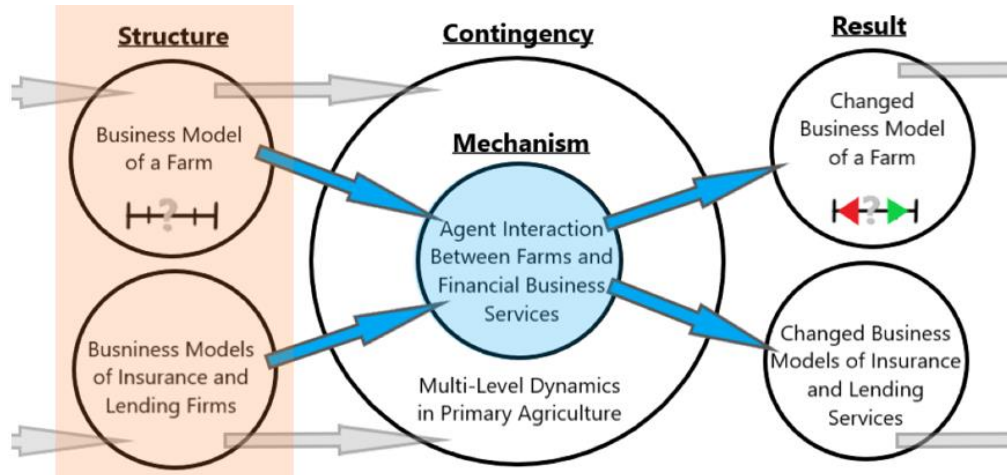 Structure
Contingency
Result
Business Model
of a Farm
?
Busniness Models
of Insurance and
Lending Firms
Mechanism
Agent Interaction
Between Farms and
Financial Business
Services
Multi-Level Dynamics
in Primary Agriculture
Changed
Business Model
of a Farm
?
Changed Business
Models of Insurance
and Lending
Services